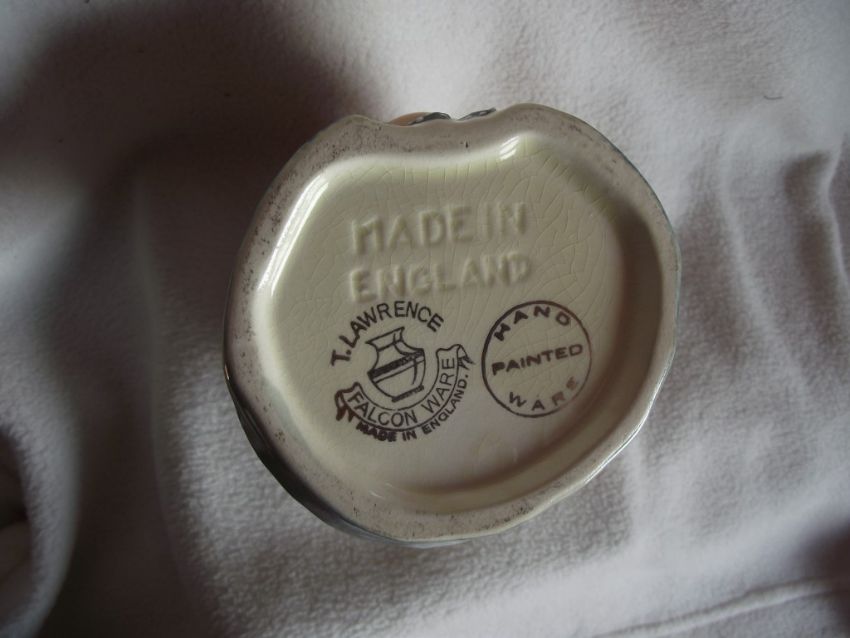 MADE IN
ENGLAND
T. LAWRENCE
FALCON WARE
MADE IN ENGLAND.
HAND
PAINTED
WARE